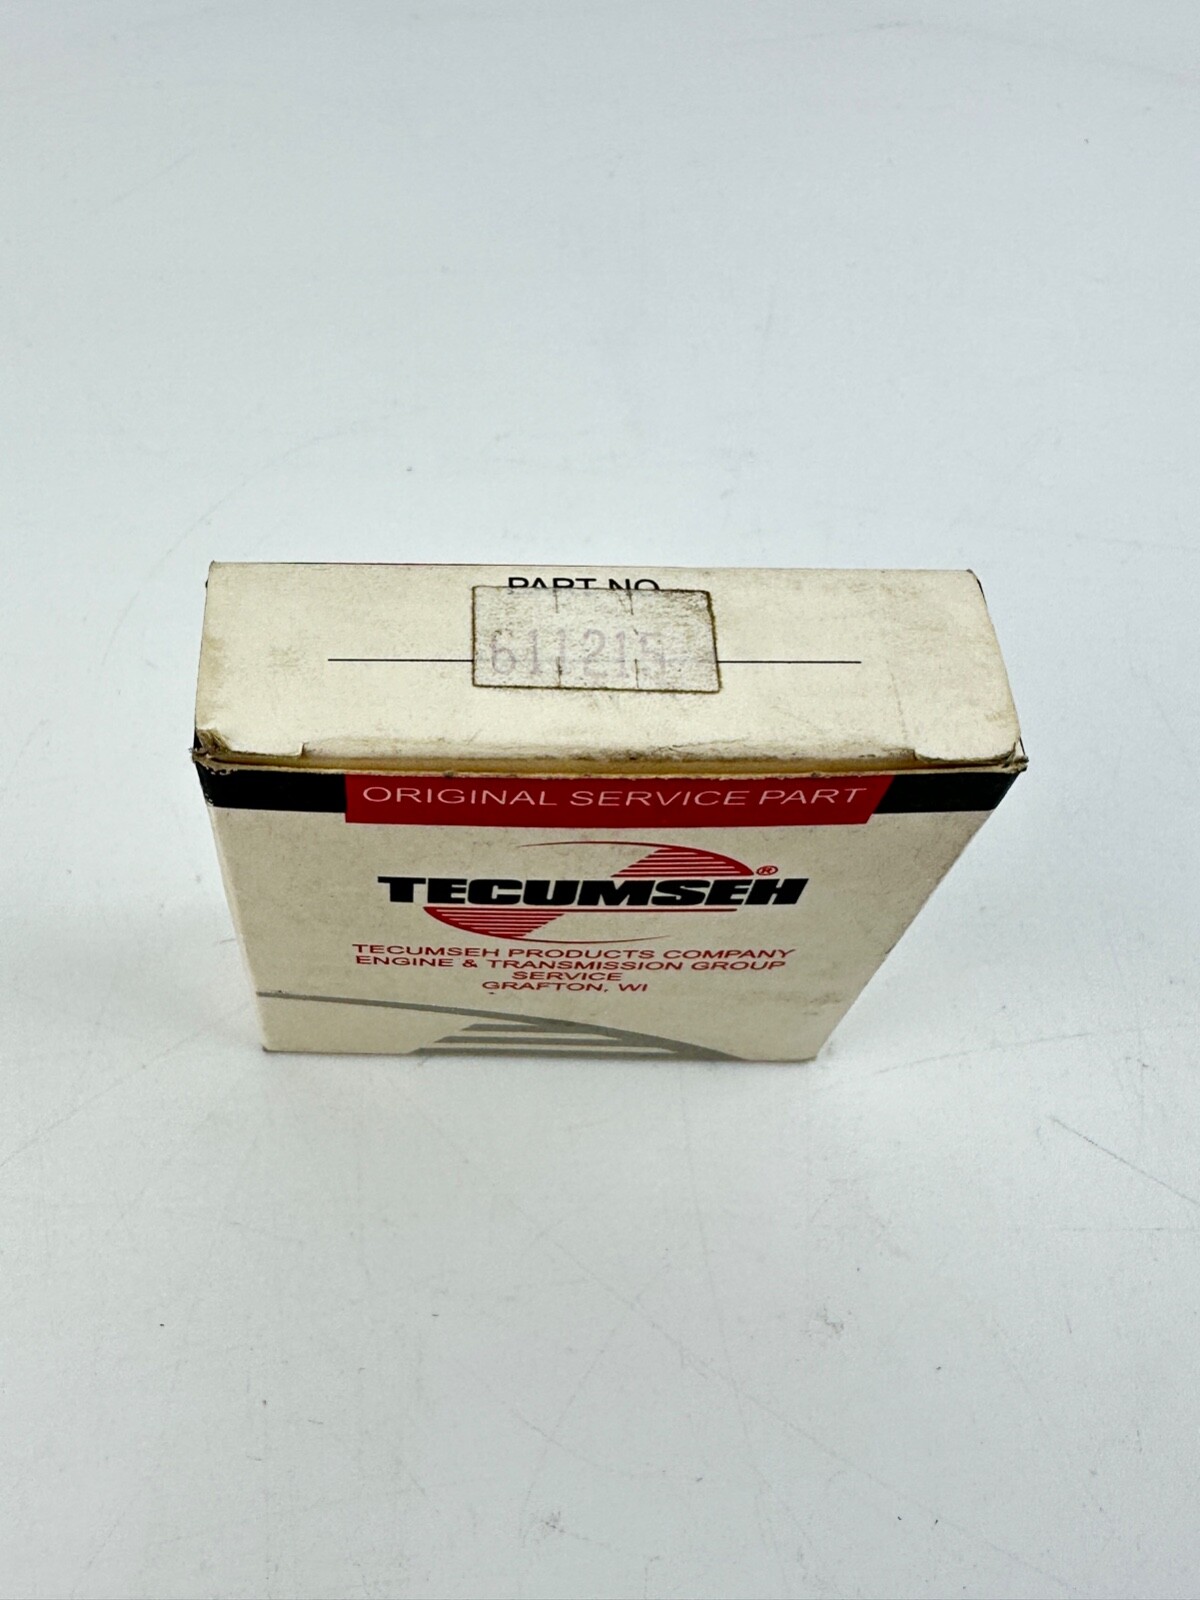 PART NO.
611215
ORIGINAL SERVICE PART
TECUMSEH®
TECUMSEH PRODUCTS COMPANY
ENGINE & TRANSMISSION GROUP
SERVICE
GRAFTON, WI